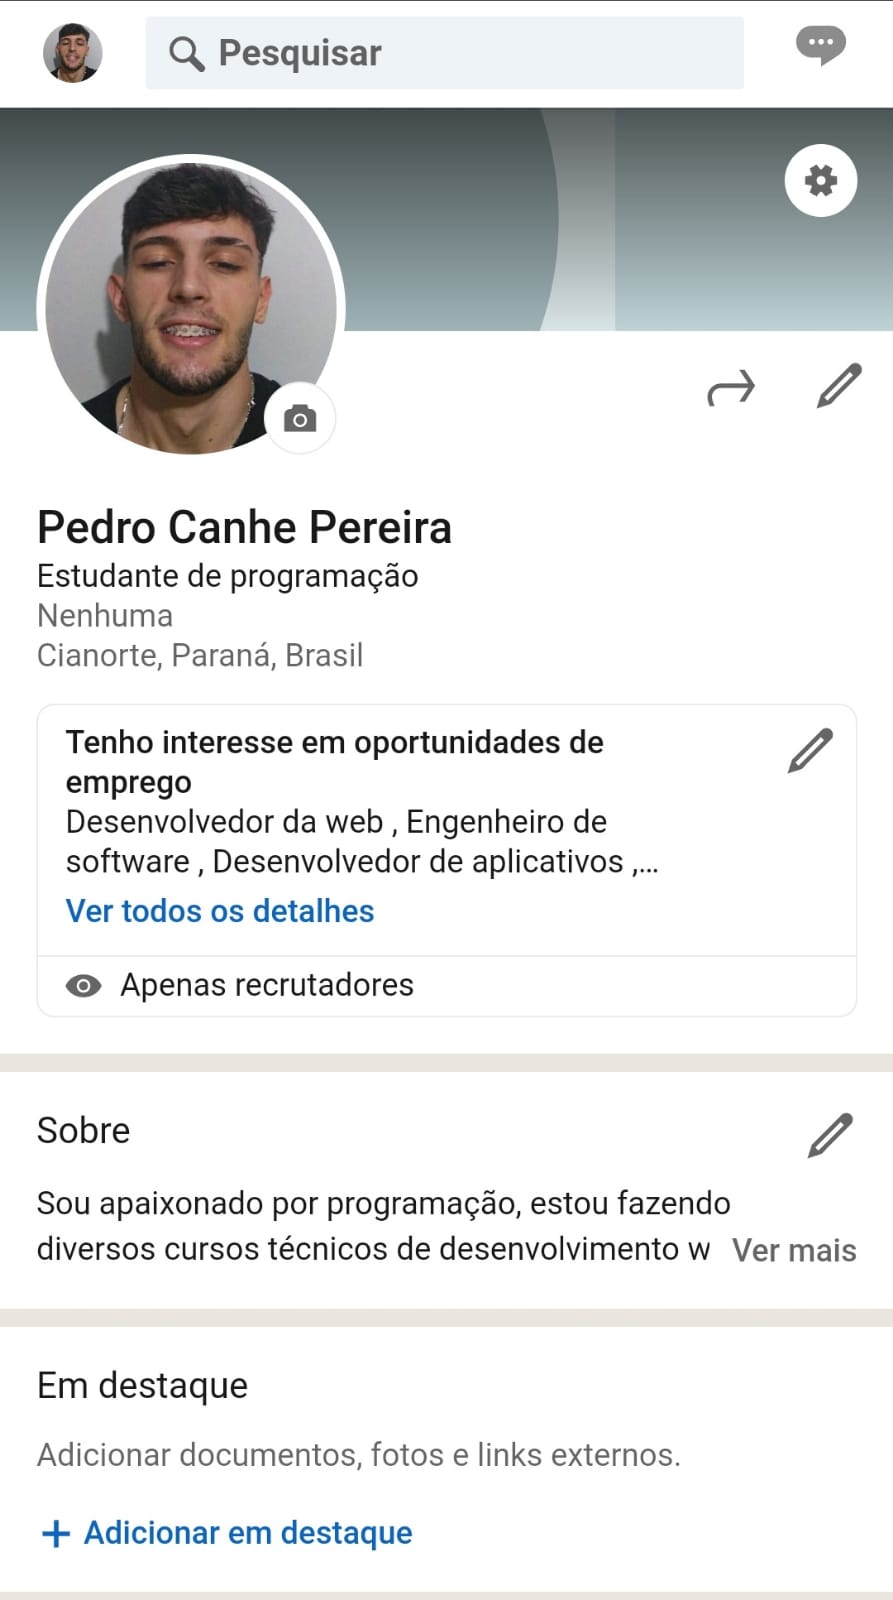 Pesquisar
Pedro Canhe Pereira
Estudante de programação
Nenhuma
Cianorte, Paraná, Brasil
Tenho interesse em oportunidades de
emprego
Desenvolvedor da web , Engenheiro de
software , Desenvolvedor de aplicativos ,...
Ver todos os detalhes
Apenas recrutadores
Sobre
Sou apaixonado por programação, estou fazendo
diversos cursos técnicos de desenvolvimento w Ver mais
Em destaque
Adicionar documentos, fotos e links externos.
+ Adicionar em destaque